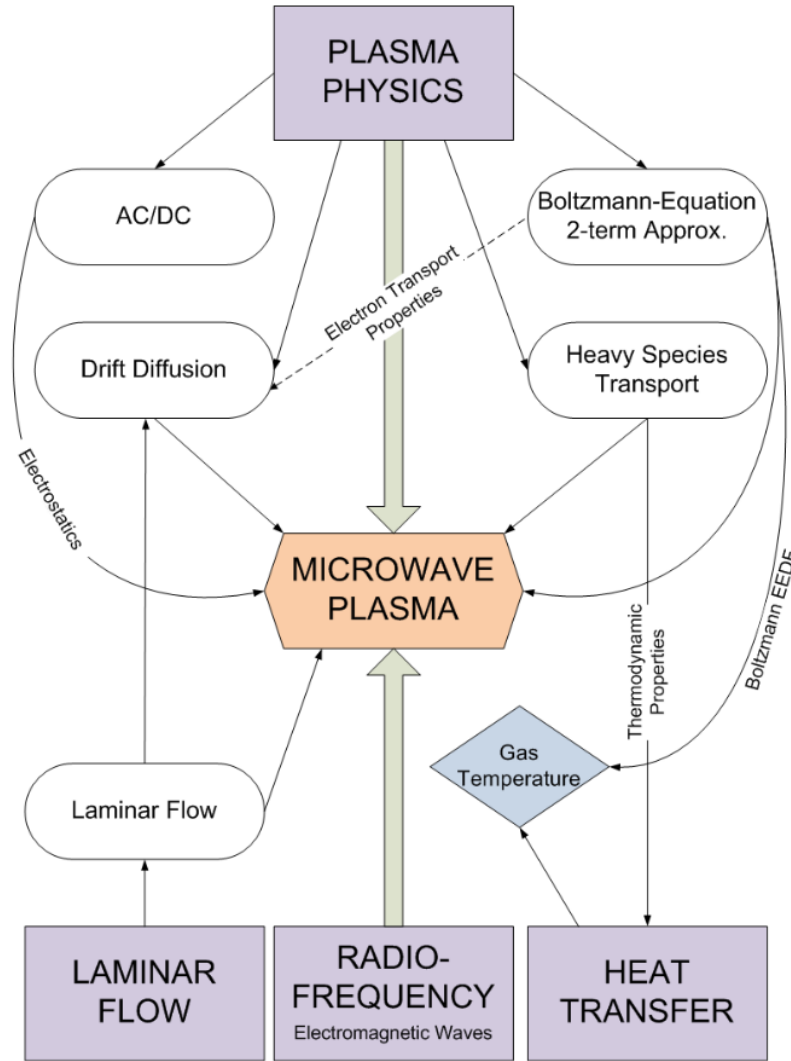 PLASMA
PHYSICS
AC/DC
Boltzmann-Equation
2-term Approx.
Electron Transport
Properties
Drift Diffusion
Heavy Species
Transport
Electrostatics
MICROWAVE
PLASMA
Boltzmann EEDF
Thermodynamic
Properties
Gas
Temperature
Laminar Flow
LAMINAR
FLOW
RADIO-
FREQUENCY
Electromagnetic Waves
HEAT
TRANSFER